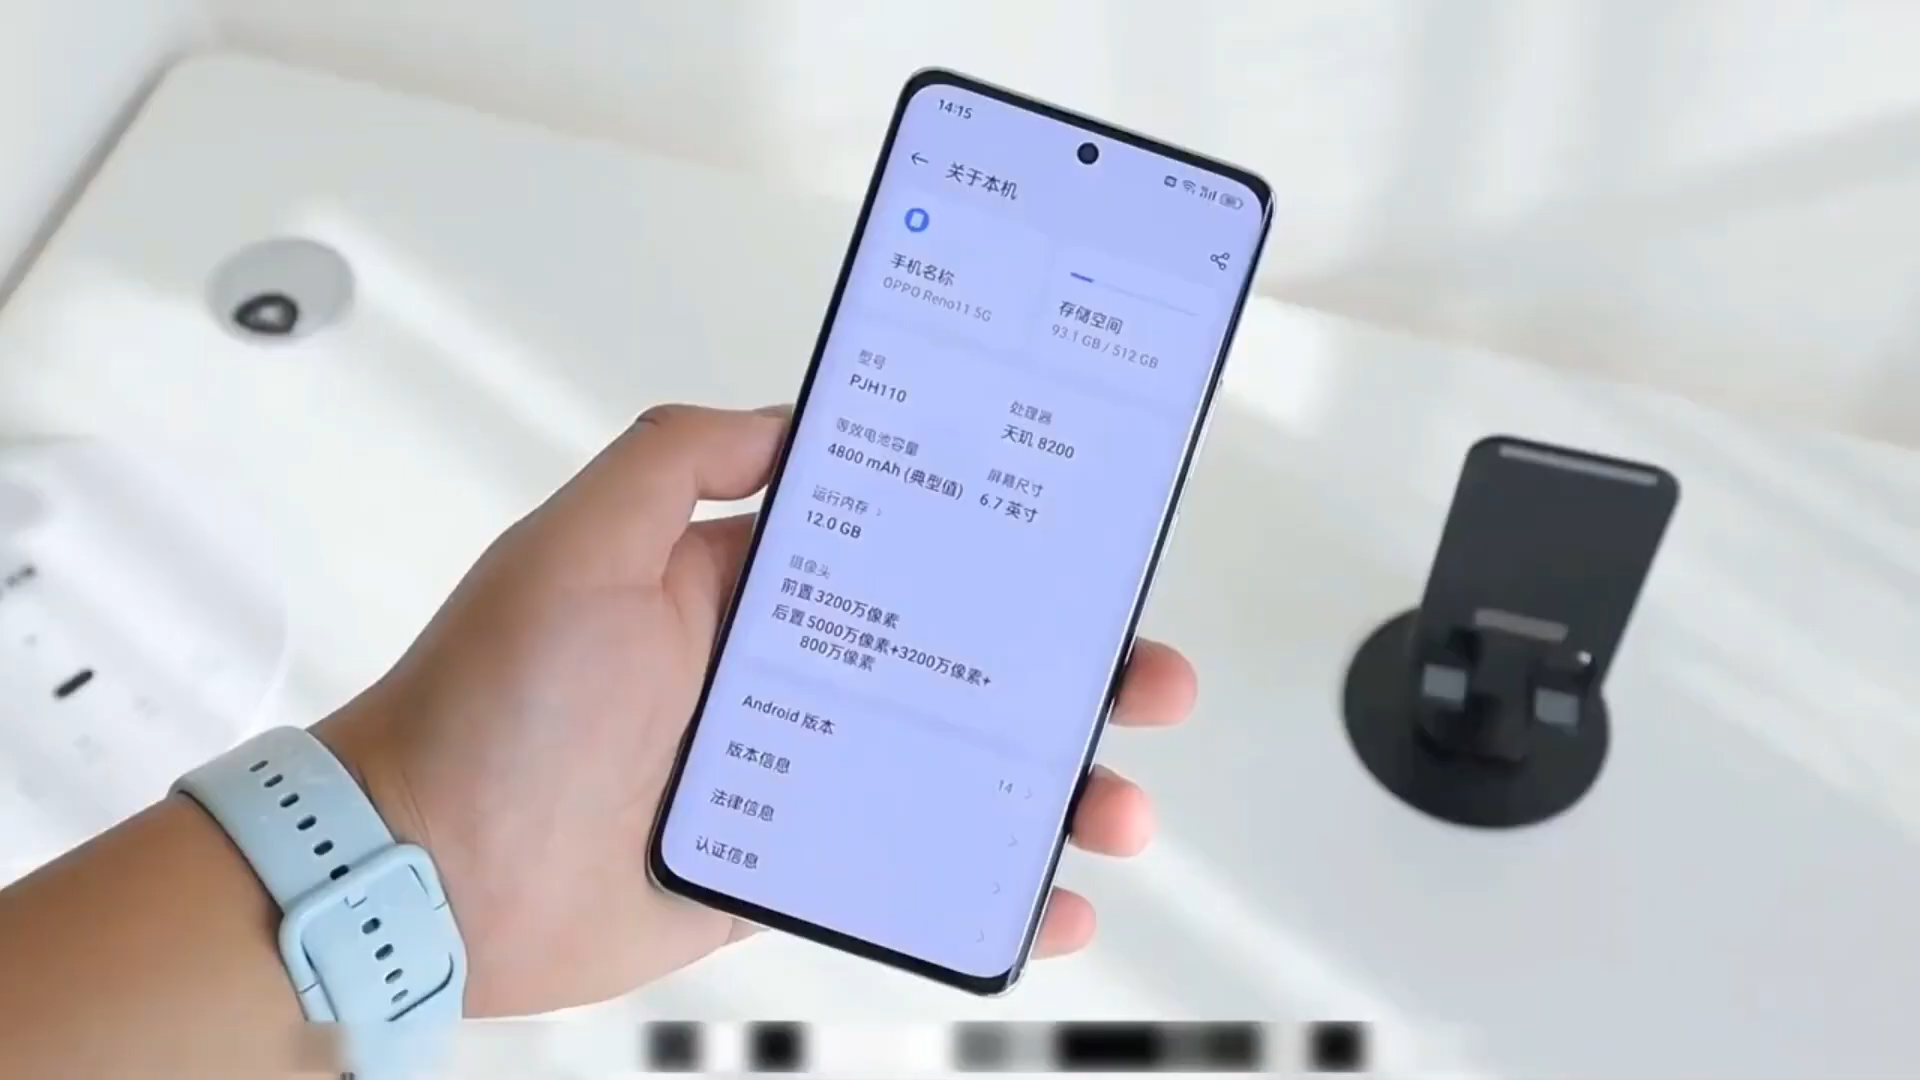 14:15
关于本机
手机名称
OPPO Reno11 5G
存储空间
93.1 GB / 512 GB
型号
PJH110
处理器
天玑 8200
等效电池容量
4800 mAh (典型值)
屏幕尺寸
6.7 英寸
运行内存
12.0 GB
摄像头
前置 3200万像素
后置 5000万像素+3200万像素+
800万像素
Android 版本
14
版本信息
法律信息
认证信息